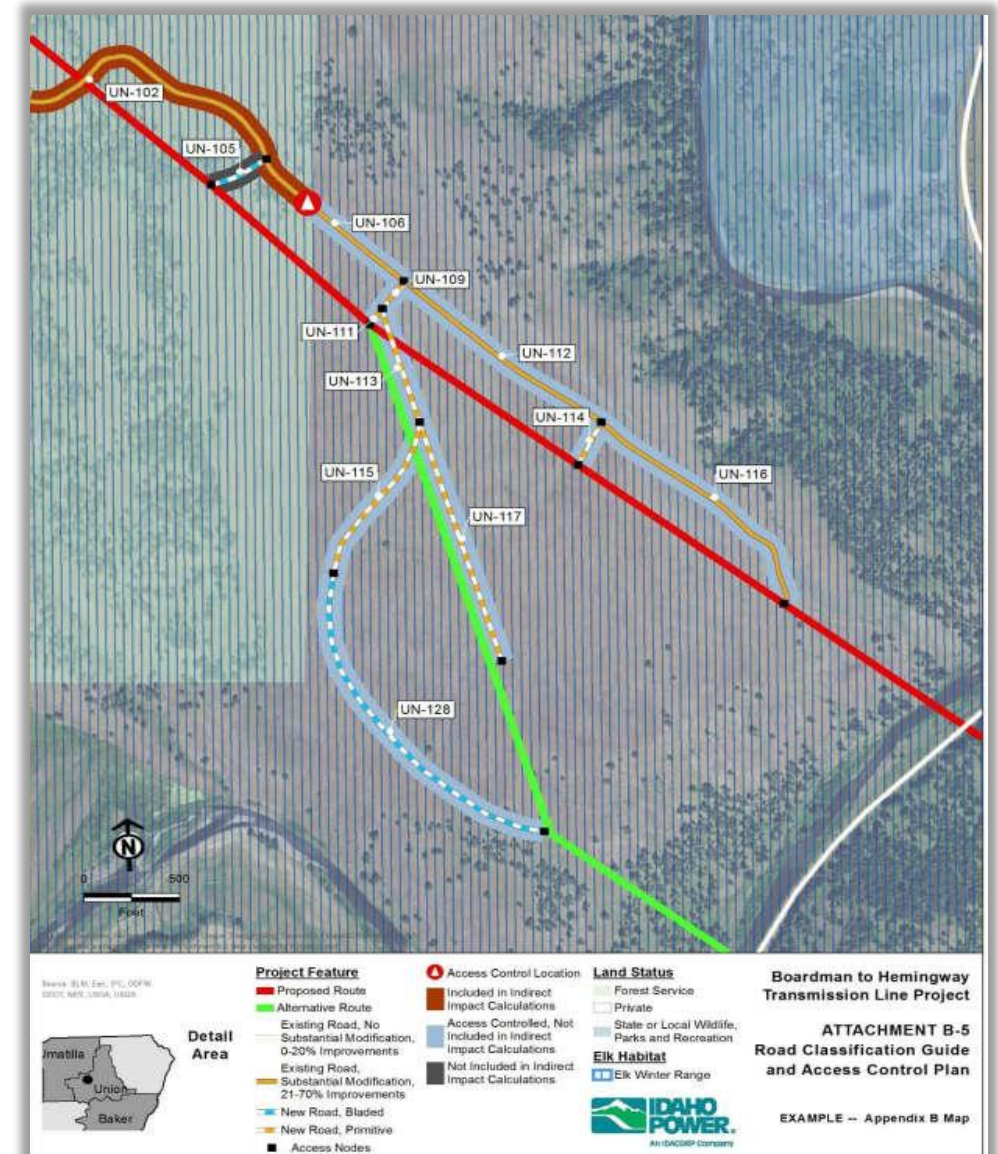 UN-102
UN-105
UN-106
UN-109
UN-111
UN-112
UN-113
UN-114
UN-115
UN-116
UN-117
UN-128
N
0 500
Feet
Detail
Area
Umatilla
Union
Baker
Project Feature
Proposed Route
Alternative Route
Existing Road, No
Substantial Modification,
0-20% Improvements
Existing Road,
Substantial Modification,
21-70% Improvements
New Road, Bladed
New Road, Primitive
Access Nodes
Access Control Location
Included in Indirect
Impact Calculations
Access Controlled, Not
Included in Indirect
Impact Calculations
Not Included in Indirect
Impact Calculations
Land Status
Forest Service
Private
State or Local Wildlife,
Parks and Recreation
Elk Habitat
Elk Winter Range
IDAHO
POWER.
An IDACORP Company
Boardman to Hemingway
Transmission Line Project
ATTACHMENT B-5
Road Classification Guide
and Access Control Plan
EXAMPLE -- Appendix B Map